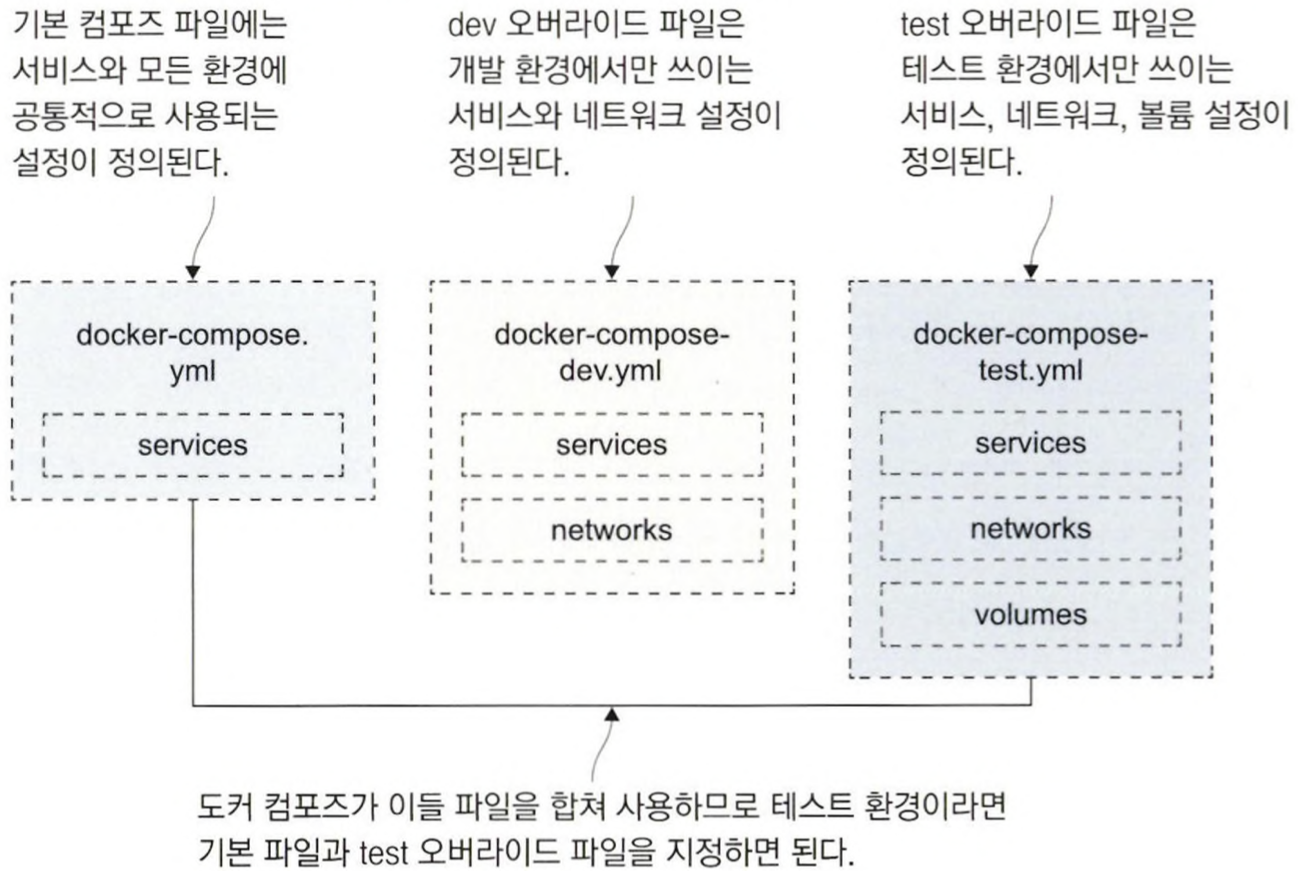 기본 컴포즈 파일에는
서비스와 모든 환경에
공통적으로 사용되는
설정이 정의된다.
dev 오버라이드 파일은
개발 환경에서만 쓰이는
서비스와 네트워크 설정이
정의된다.
test 오버라이드 파일은
테스트 환경에서만 쓰이는
서비스, 네트워크, 볼륨 설정이
정의된다.
docker-compose.
yml
services
docker-compose-
dev.yml
services
networks
docker-compose-
test.yml
services
networks
volumes
도커 컴포즈가 이들 파일을 합쳐 사용하므로 테스트 환경이라면
기본 파일과 test 오버라이드 파일을 지정하면 된다.